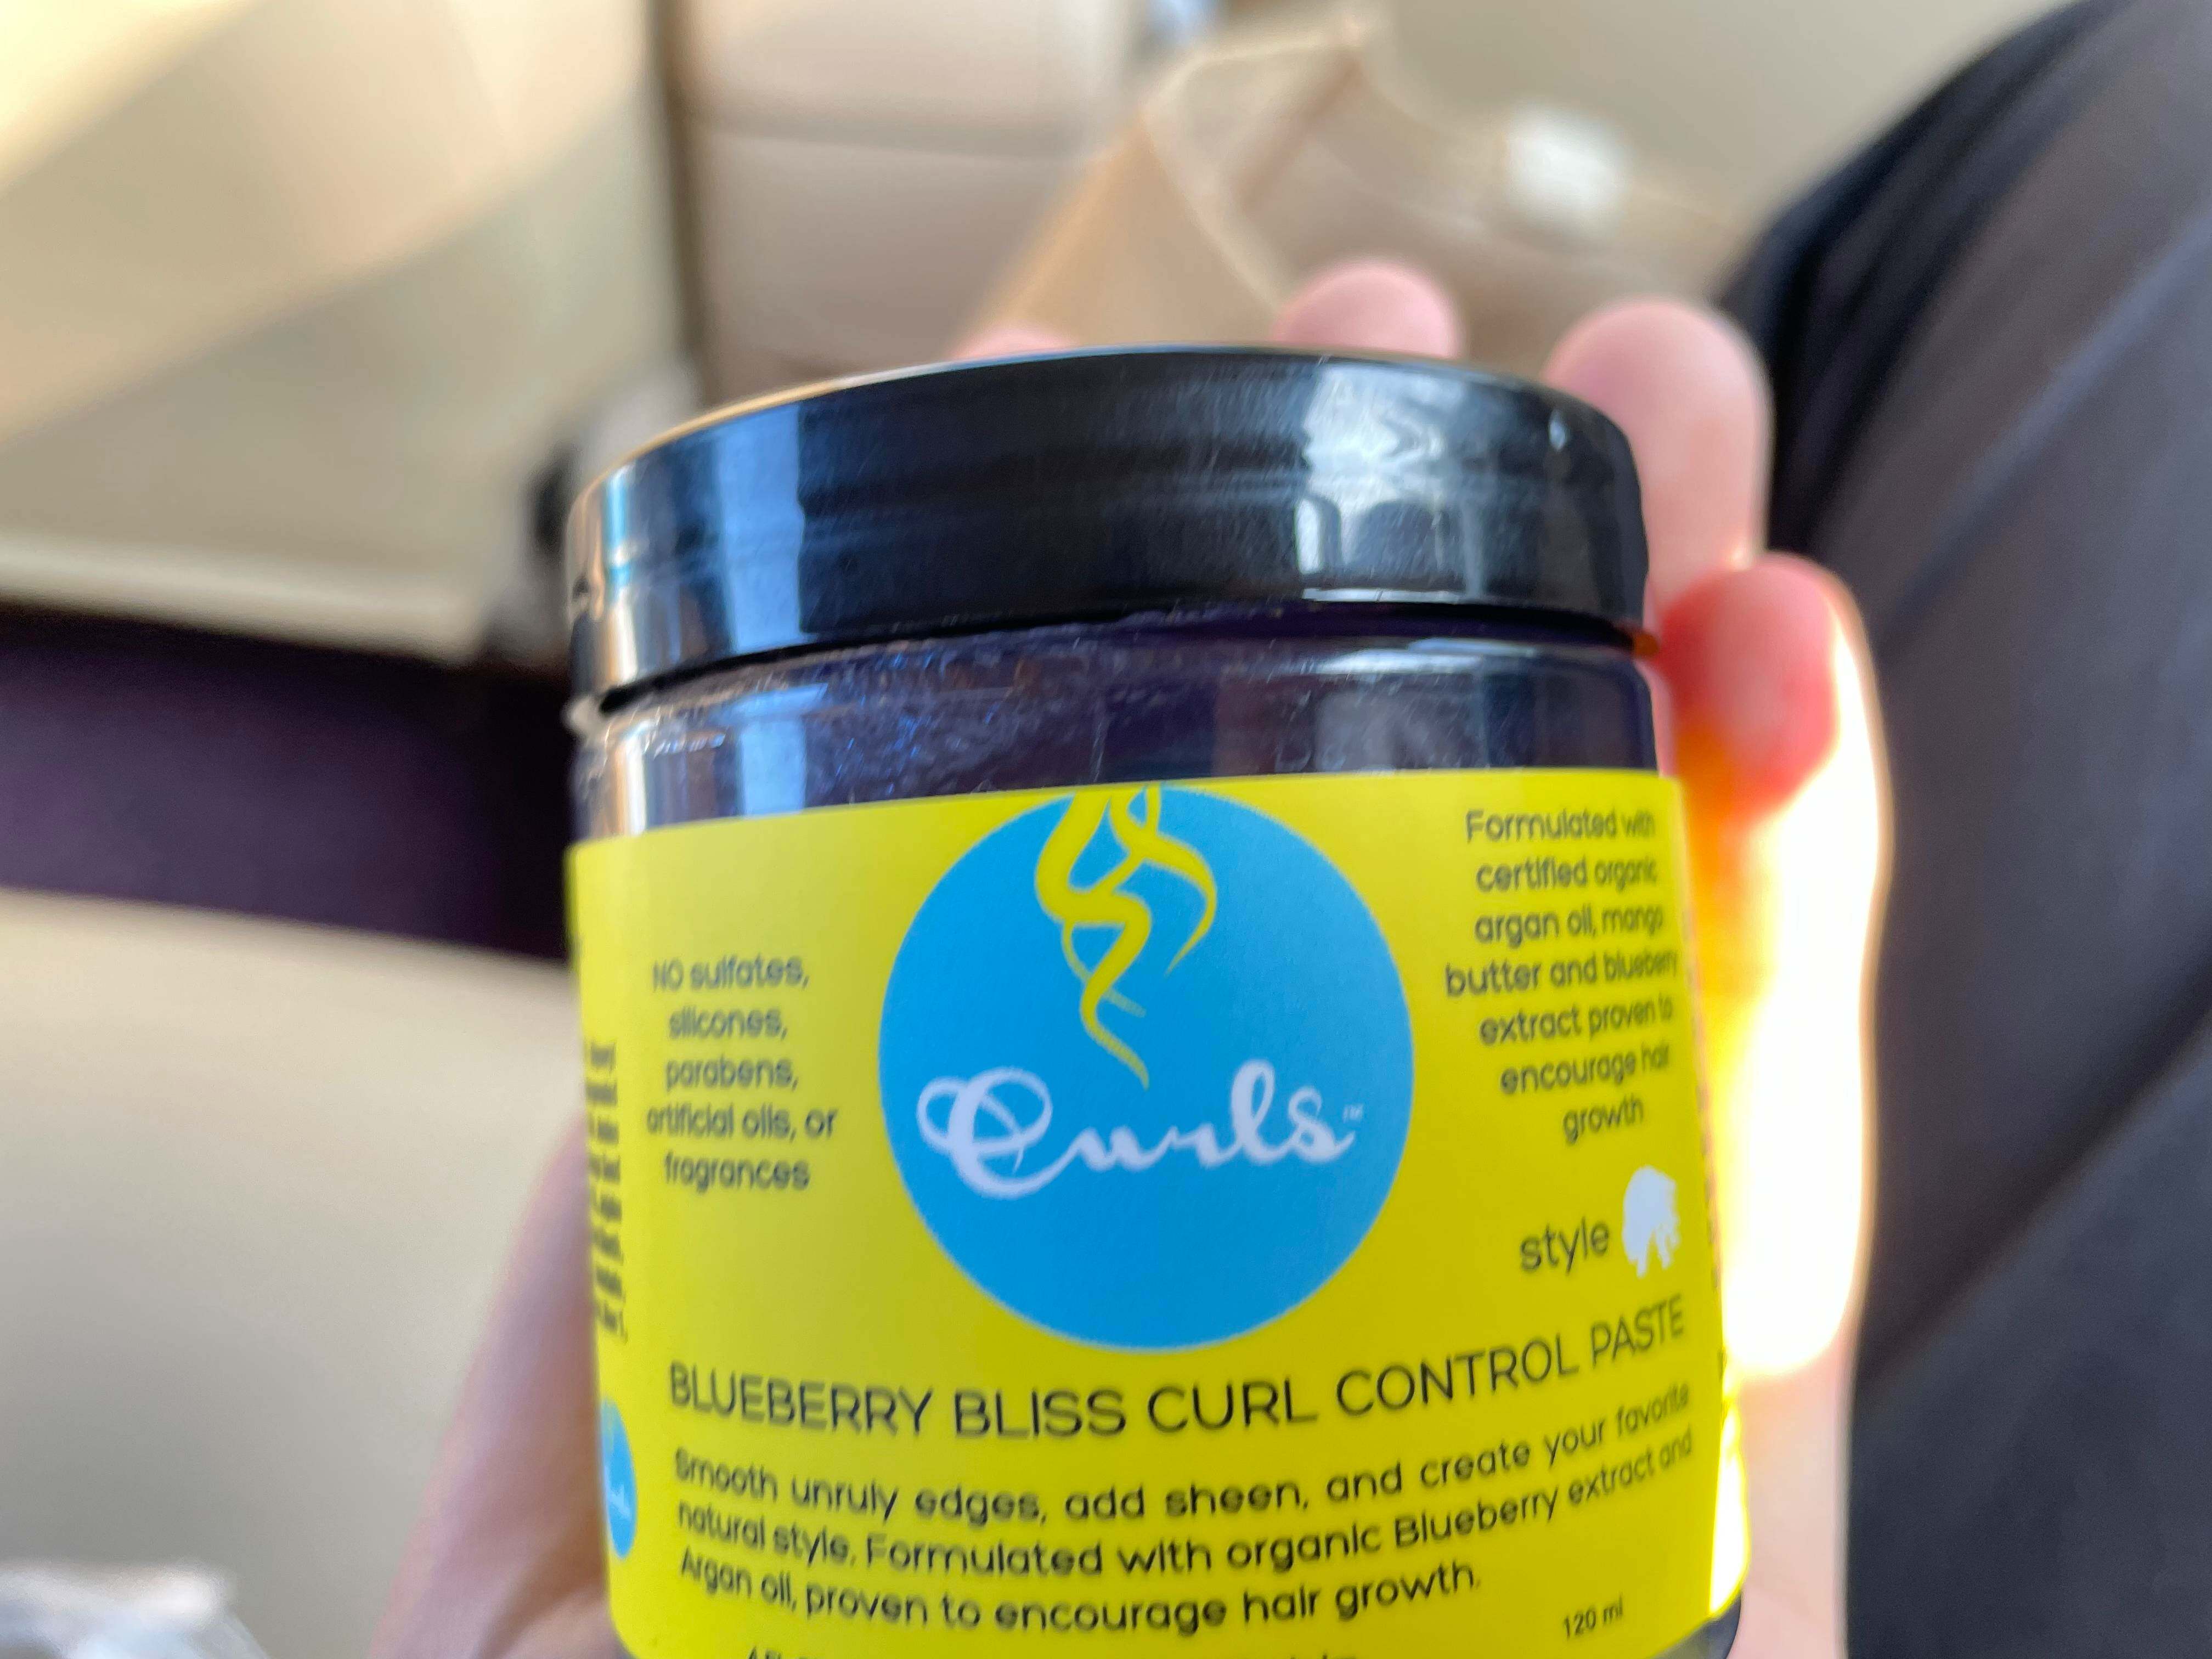 NO sulfates,
silicones,
parabens,
artificial oils, or
fragrances
Curls™
Formulated with
certified organic
argan oil, mango
butter and blueberry
extract proven to
encourage hair
growth
style
BLUEBERRY BLISS CURL CONTROL PASTE
Smooth unruly edges, add sheen, and create your favorite
natural style. Formulated with organic Blueberry extract and
Argan oil, proven to encourage hair growth.
120 ml